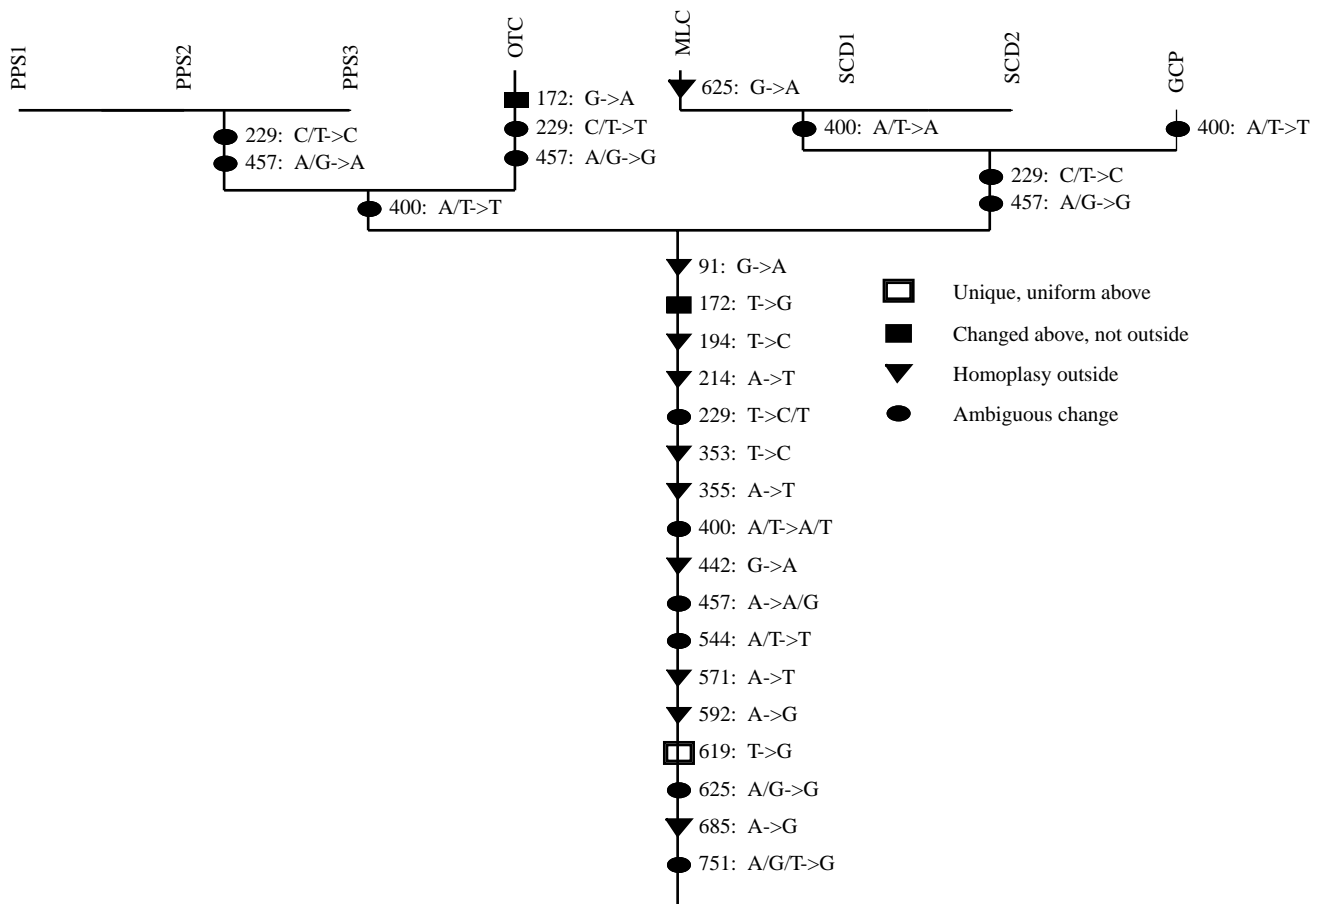 PPS1
PPS2
PPS3
OTC
MLC
SCD1
SCD2
GCP
625: G->A
172: G->A
229: C/T->C
229: C/T->T
400: A/T->A
400: A/T->T
457: A/G->A
457: A/G->G
229: C/T->C
400: A/T->T
457: A/G->G
91: G->A
172: T->G
194: T->C
214: A->T
229: T->C/T
353: T->C
355: A->T
400: A/T->A/T
442: G->A
457: A->A/G
544: A/T->T
571: A->T
592: A->G
619: T->G
625: A/G->G
685: A->G
751: A/G/T->G
Unique, uniform above
Changed above, not outside
Homoplasy outside
Ambiguous change